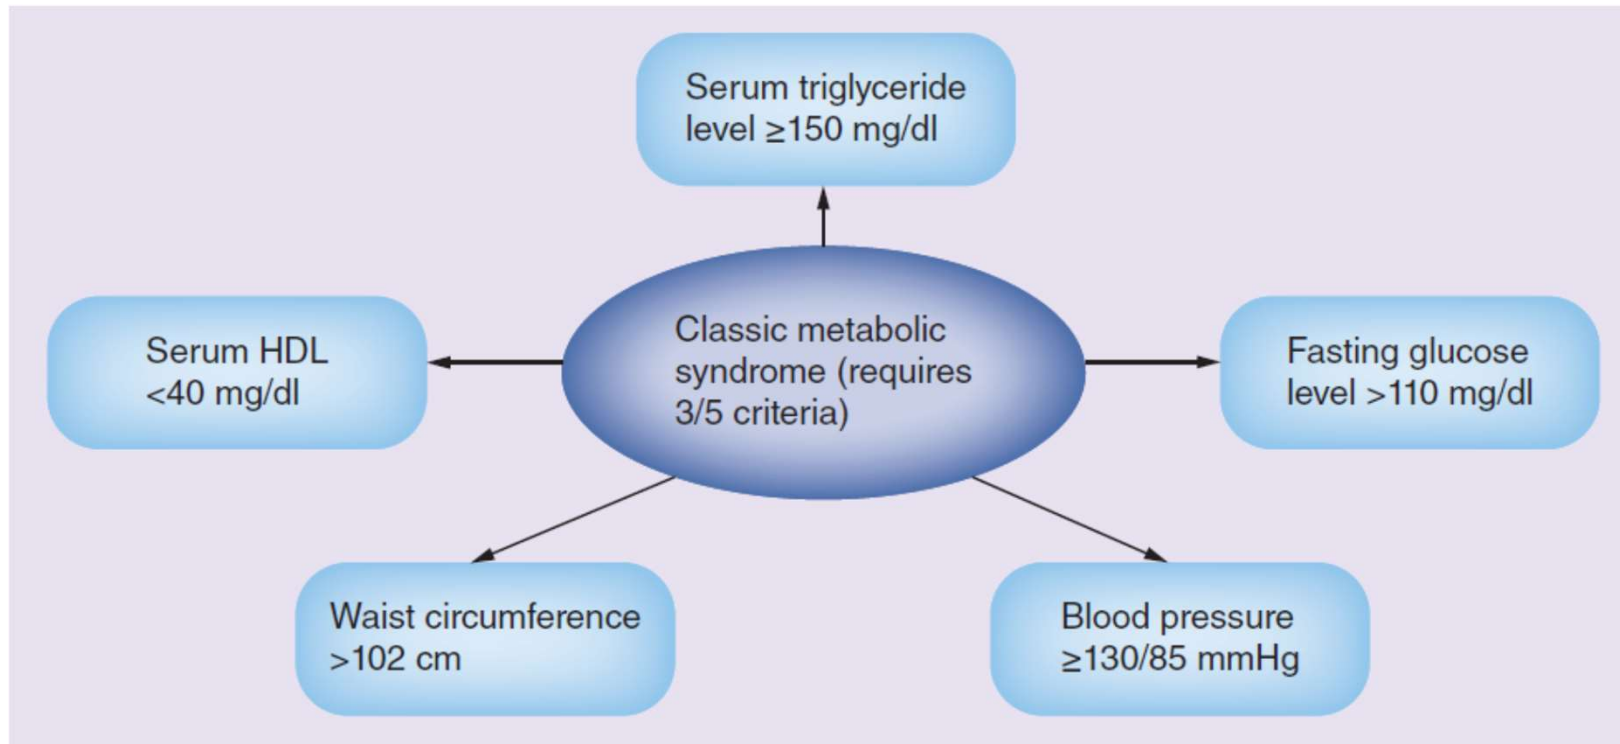 Serum triglyceride
level ≥150 mg/dl
Serum HDL
<40 mg/dl
Classic metabolic
syndrome (requires
3/5 criteria)
Fasting glucose
level >110 mg/dl
Waist circumference
>102 cm
Blood pressure
≥130/85 mmHg